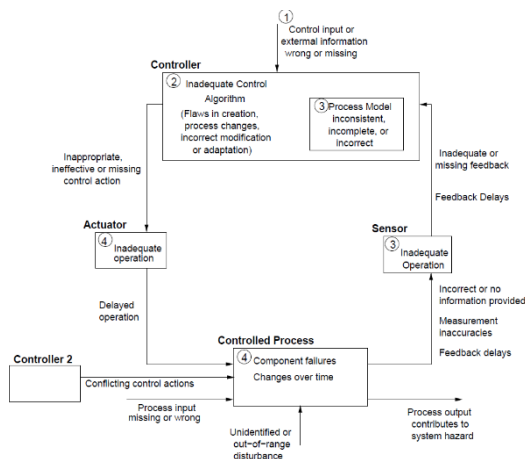 1
Control input or
external information
wrong or missing
Controller
2
Inadequate Control
Algorithm
(Flaws in creation,
process changes,
incorrect modification
or adaptation)
3
Process Model
inconsistent,
incomplete, or
incorrect
Inappropriate,
ineffective or missing
control action
Inadequate or
missing feedback
Feedback Delays
Actuator
4
Inadequate
operation
Sensor
3
Inadequate
Operation
Delayed
operation
Incorrect or no
information provided
Measurement
inaccuracies
Feedback delays
Controlled Process
4
Component failures
Changes over time
Controller 2
Conflicting control actions
Process input
missing or wrong
Unidentified or
out-of-range
disturbance
Process output
contributes to
system hazard